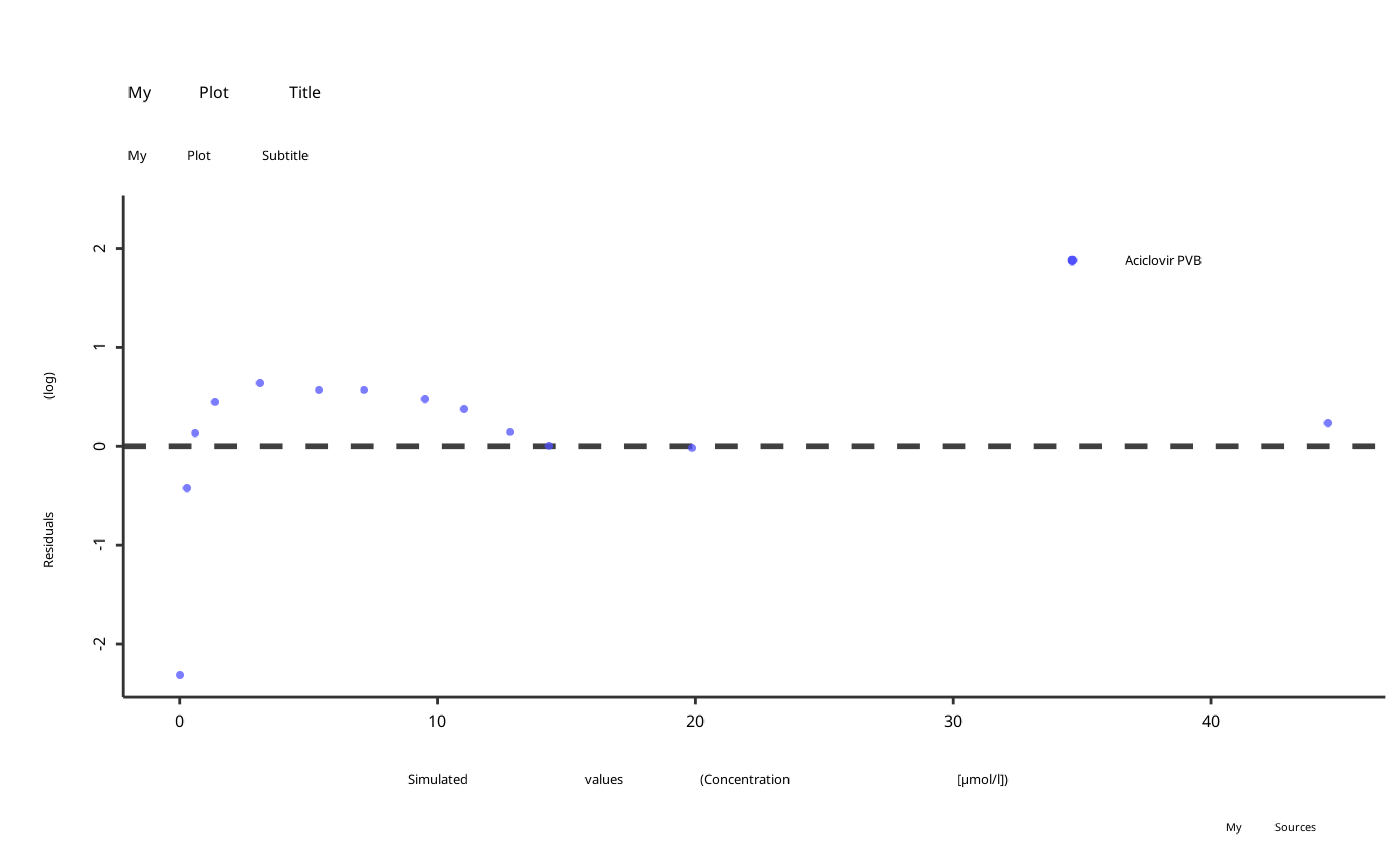 My Plot Title
My Plot Subtitle
2
Aciclovir PVB
1
0
-1
-2
Residuals (log)
0 10 20 30 40
Simulated values (Concentration [µmol/l])
My Sources